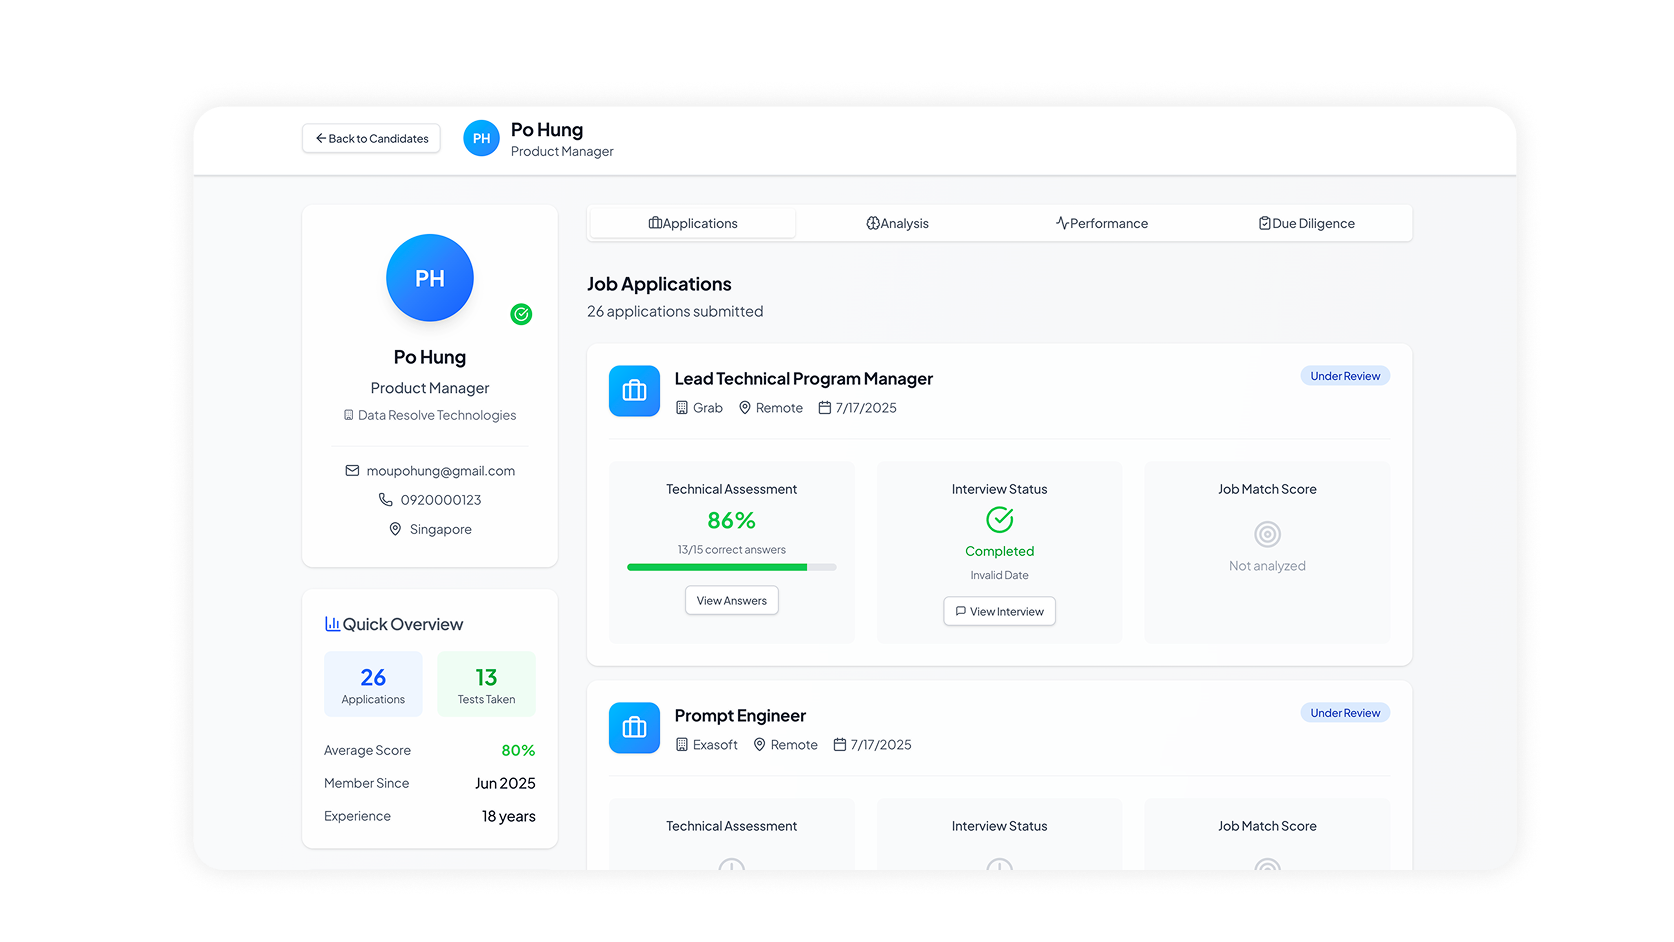 Back to Candidates
PH
Po Hung
Product Manager
PH
Po Hung
Product Manager
Data Resolve Technologies
moupohung@gmail.com
0920000123
Singapore
Quick Overview
26
Applications
13
Tests Taken
Average Score 80%
Member Since Jun 2025
Experience 18 years
Applications Analysis Performance Due Diligence
Job Applications
26 applications submitted
Lead Technical Program Manager
Under Review
Grab Remote 7/17/2025
Technical Assessment
86%
13/15 correct answers
View Answers
Interview Status
Completed
Invalid Date
View Interview
Job Match Score
Not analyzed
Prompt Engineer
Under Review
Exasoft Remote 7/17/2025
Technical Assessment
Interview Status
Job Match Score